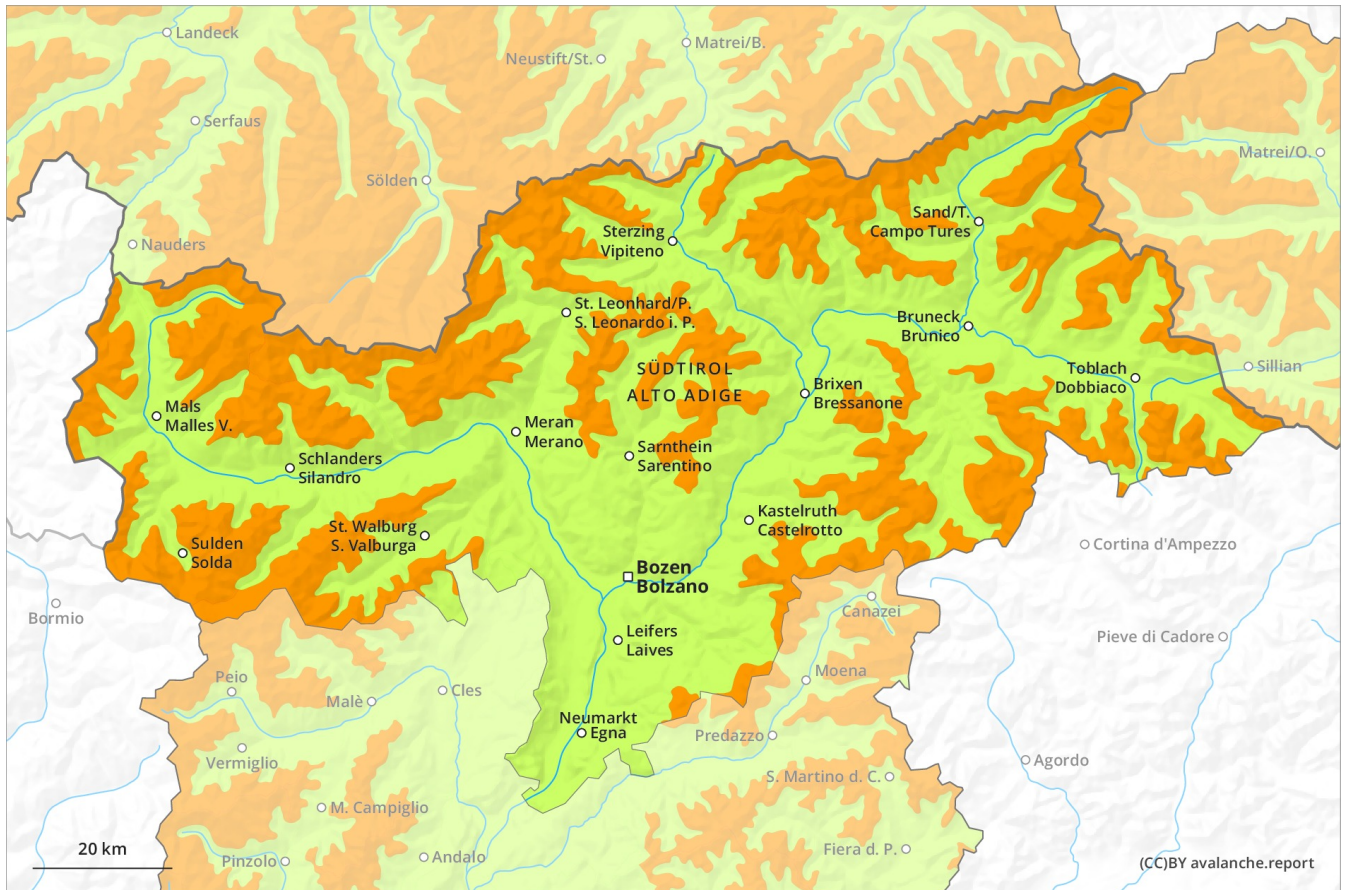 Landeck
Matrei/B.
Neustift/St.
Serfaus
Matrei/O.
Sölden
Sand/T.
Campo Tures
Nauders
Sterzing
Vipiteno
St. Leonhard/P.
S. Leonardo i. P.
Bruneck
Brunico
SÜDTIROL
ALTO ADIGE
Toblach
Dobbiaco
Sillian
Brixen
Bressanone
Mals
Malles V.
Meran
Merano
Sarnthein
Sarentino
Schlanders
Silandro
Kastelruth
Castelrotto
St. Walburg
S. Valburga
Sulden
Solda
Cortina d'Ampezzo
Bozen
Bolzano
Bormio
Canazei
Leifers
Laives
Pieve di Cadore
Peio
Moena
Malè
Cles
Neumarkt
Egna
Predazzo
Vermiglio
Agordo
S. Martino d. C.
M. Campiglio
20 km
Fiera d. P.
Pinzolo
Andalo
(CC)BY avalanche.report